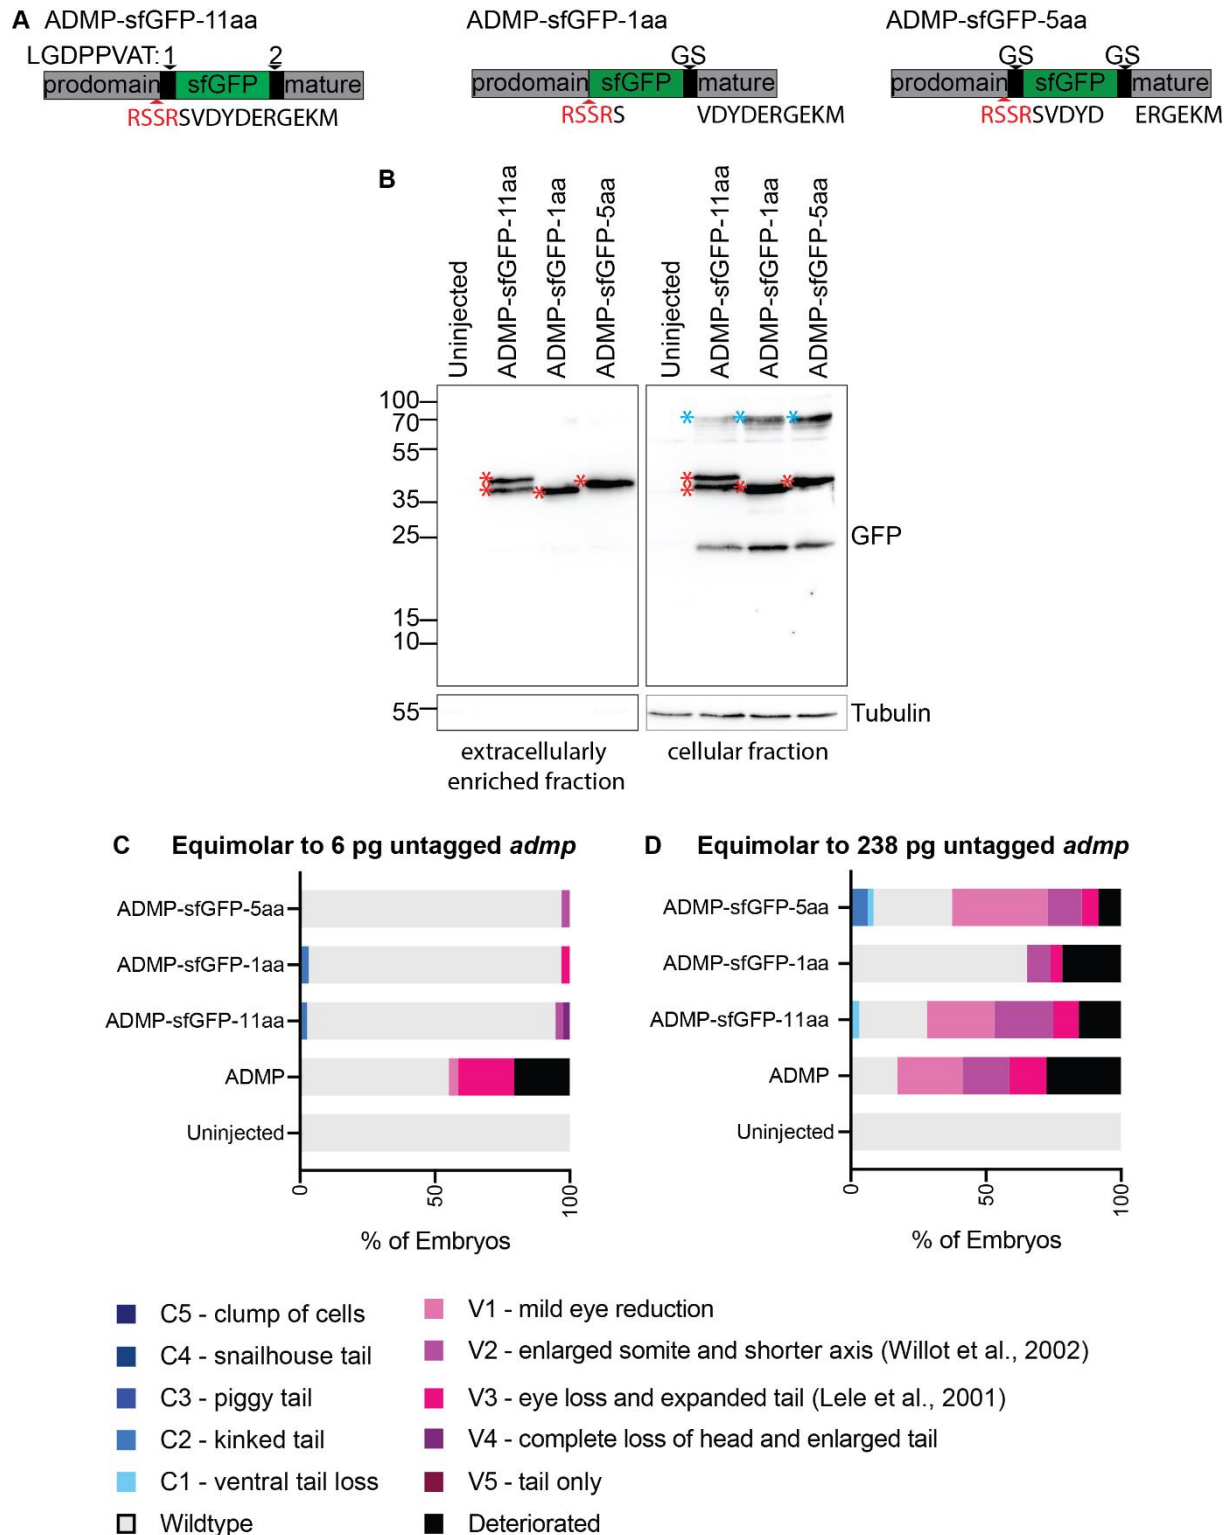 A ADMP-sfGFP-11aa ADMP-sfGFP-1aa ADMP-sfGFP-5aa
LGDPPVAT: 1 2 GS GS GS
prodomain sfGFP mature prodomain sfGFP mature prodomain sfGFP mature
RSSRSVDYDERGEKM RSSRS VDYDERGEKM RSSRSVDYD ERGEKM
B
Uninjected
ADMP-sfGFP-11aa
ADMP-sfGFP-1aa
ADMP-sfGFP-5aa
Uninjected
ADMP-sfGFP-11aa
ADMP-sfGFP-1aa
ADMP-sfGFP-5aa
100
70
55
35
25
15
10
GFP
55
Tubulin
extracellularly
enriched fraction
cellular fraction
C Equimolar to 6 pg untagged admp
ADMP-sfGFP-5aa
ADMP-sfGFP-1aa
ADMP-sfGFP-11aa
ADMP
Uninjected
0 50 100
% of Embryos
D Equimolar to 238 pg untagged admp
ADMP-sfGFP-5aa
ADMP-sfGFP-1aa
ADMP-sfGFP-11aa
ADMP
Uninjected
0 50 100
% of Embryos
C5 - clump of cells
C4 - snailhouse tail
C3 - piggy tail
C2 - kinked tail
C1 - ventral tail loss
Wildtype
V1 - mild eye reduction
V2 - enlarged somite and shorter axis (Willot et al., 2002)
V3 - eye loss and expanded tail (Lele et al., 2001)
V4 - complete loss of head and enlarged tail
V5 - tail only
Deteriorated